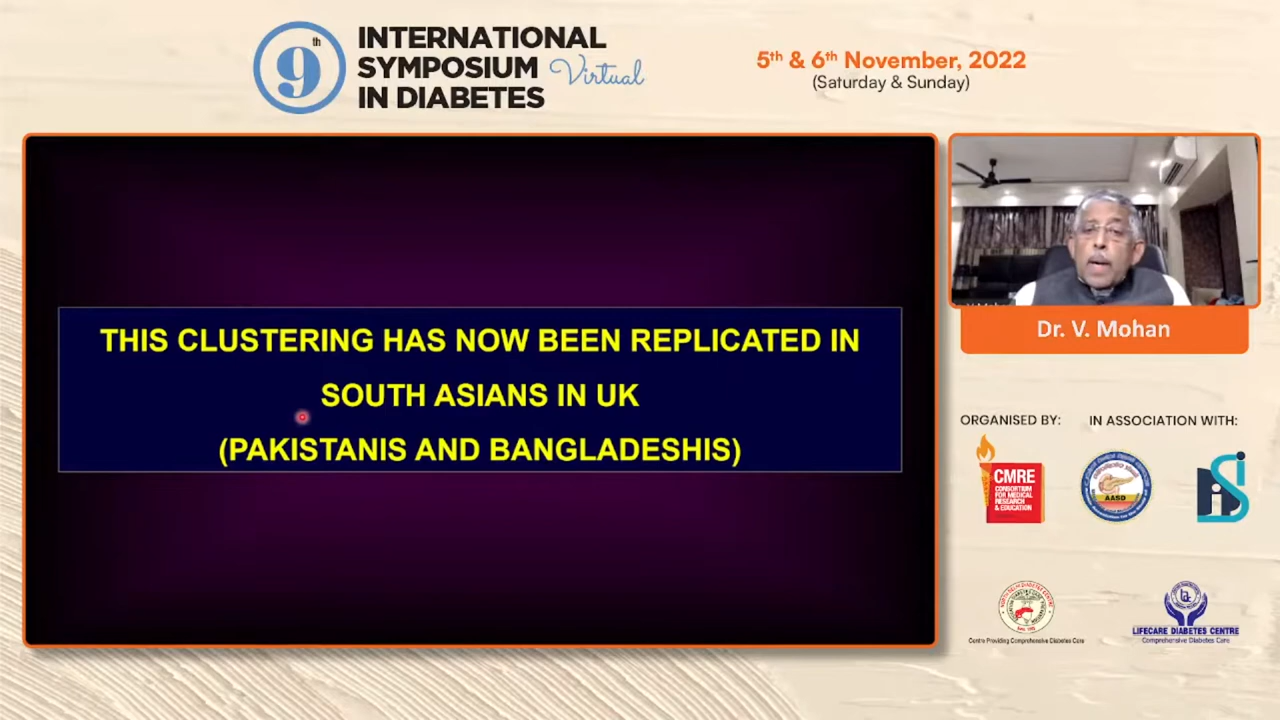 9th
INTERNATIONAL
SYMPOSIUM Virtual
IN DIABETES
5th & 6th November, 2022
(Saturday & Sunday)
THIS CLUSTERING HAS NOW BEEN REPLICATED IN
SOUTH ASIANS IN UK
(PAKISTANIS AND BANGLADESHIS)
Dr. V. Mohan
ORGANISED BY:
IN ASSOCIATION WITH:
CMRE
CONSORTIUM
FOR MEDICAL
RESEARCH
& EDUCATION
AASD
Centre Providing Comprehensive Diabetes Care
LIFECARE DIABETES CENTRE
Comprehensive Diabetes Care